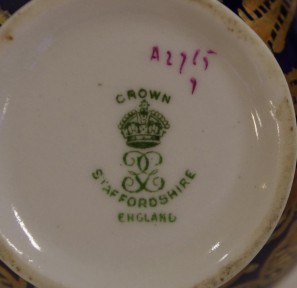 A2765
9
CROWN
STAFFORDSHIRE
ENGLAND